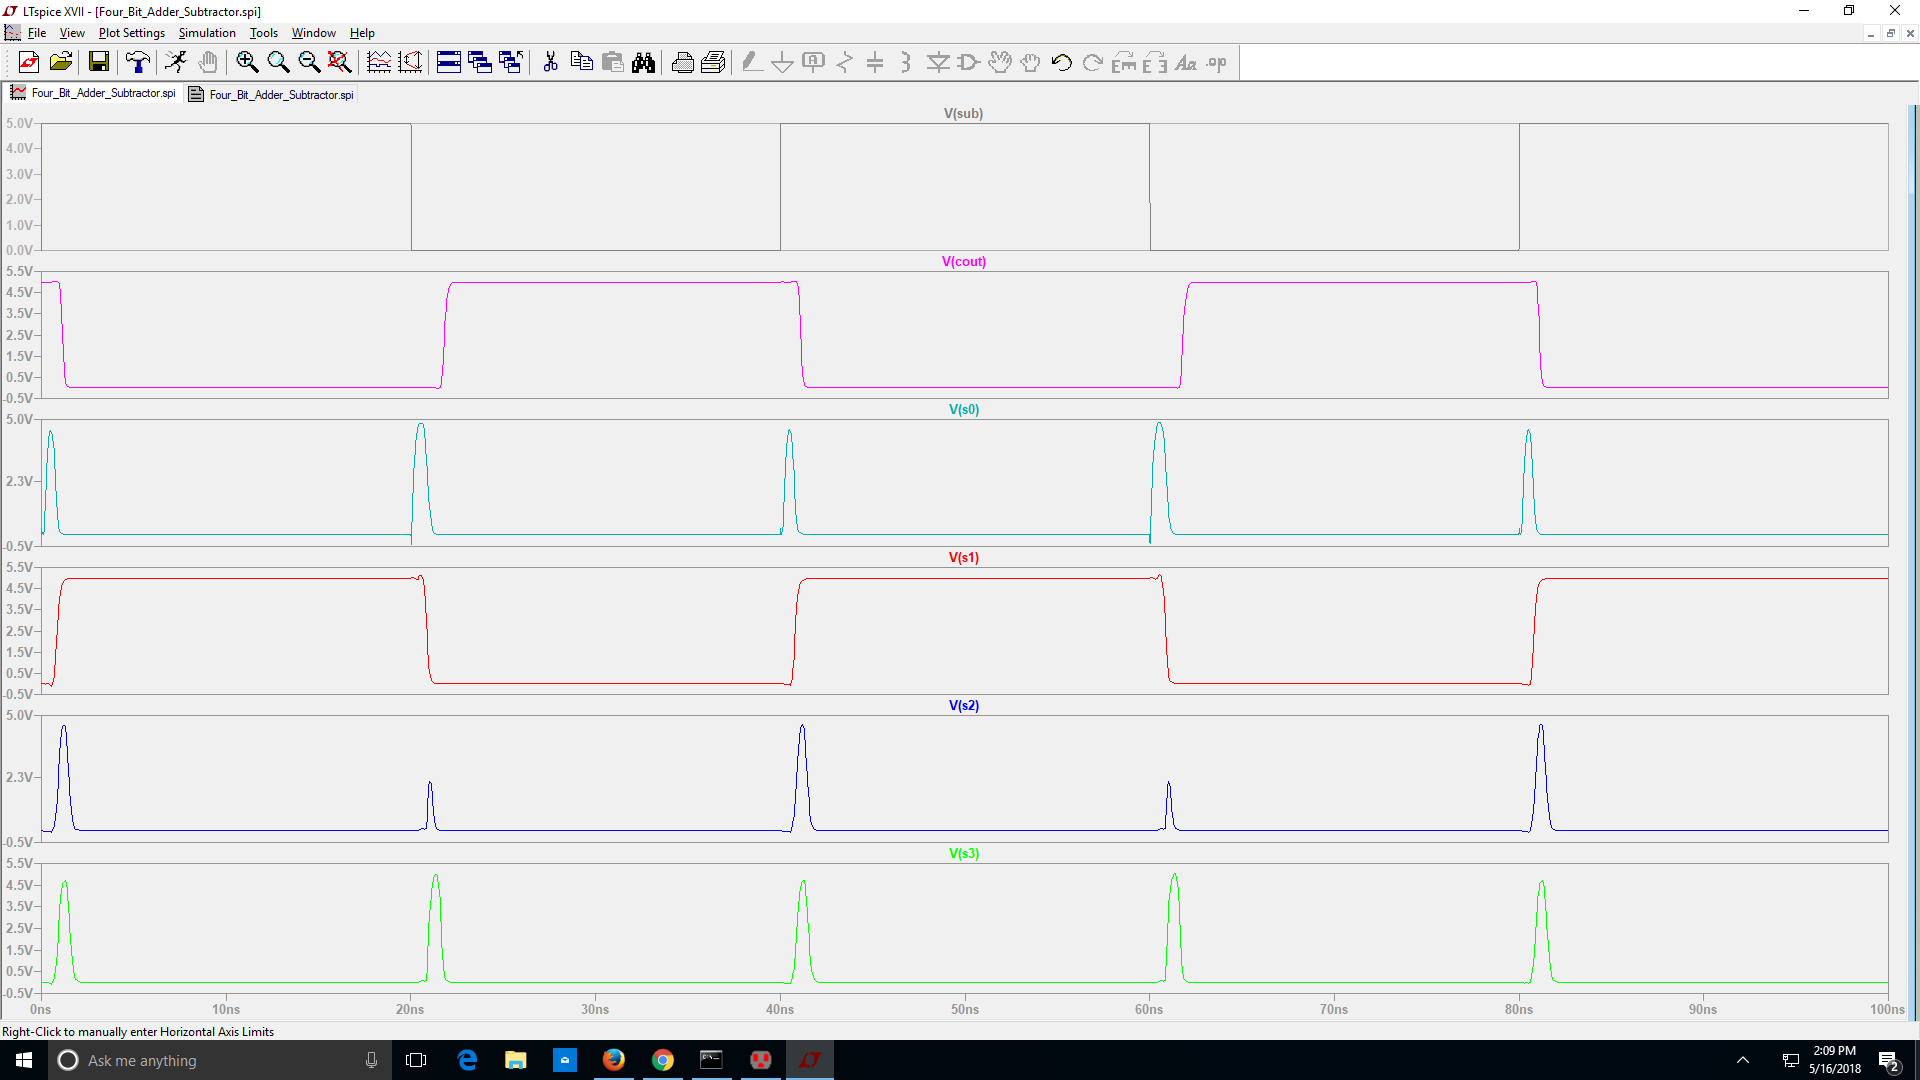 LTspice XVII - [Four_Bit_Adder_Subtractor.spi]
File View Plot Settings Simulation Tools Window Help
Four_Bit_Adder_Subtractor.spi Four_Bit_Adder_Subtractor.spi
V(sub)
5.0V
4.0V
3.0V
2.0V
1.0V
0.0V
V(cout)
5.5V
4.5V
3.5V
2.5V
1.5V
0.5V
-0.5V
V(s0)
5.0V
2.3V
-0.5V
V(s1)
5.5V
4.5V
3.5V
2.5V
1.5V
0.5V
-0.5V
V(s2)
5.0V
2.3V
-0.5V
V(s3)
5.5V
4.5V
3.5V
2.5V
1.5V
0.5V
-0.5V
0ns 10ns 20ns 30ns 40ns 50ns 60ns 70ns 80ns 90ns 100ns
Right-Click to manually enter Horizontal Axis Limits
Ask me anything
2:09 PM
5/16/2018
2